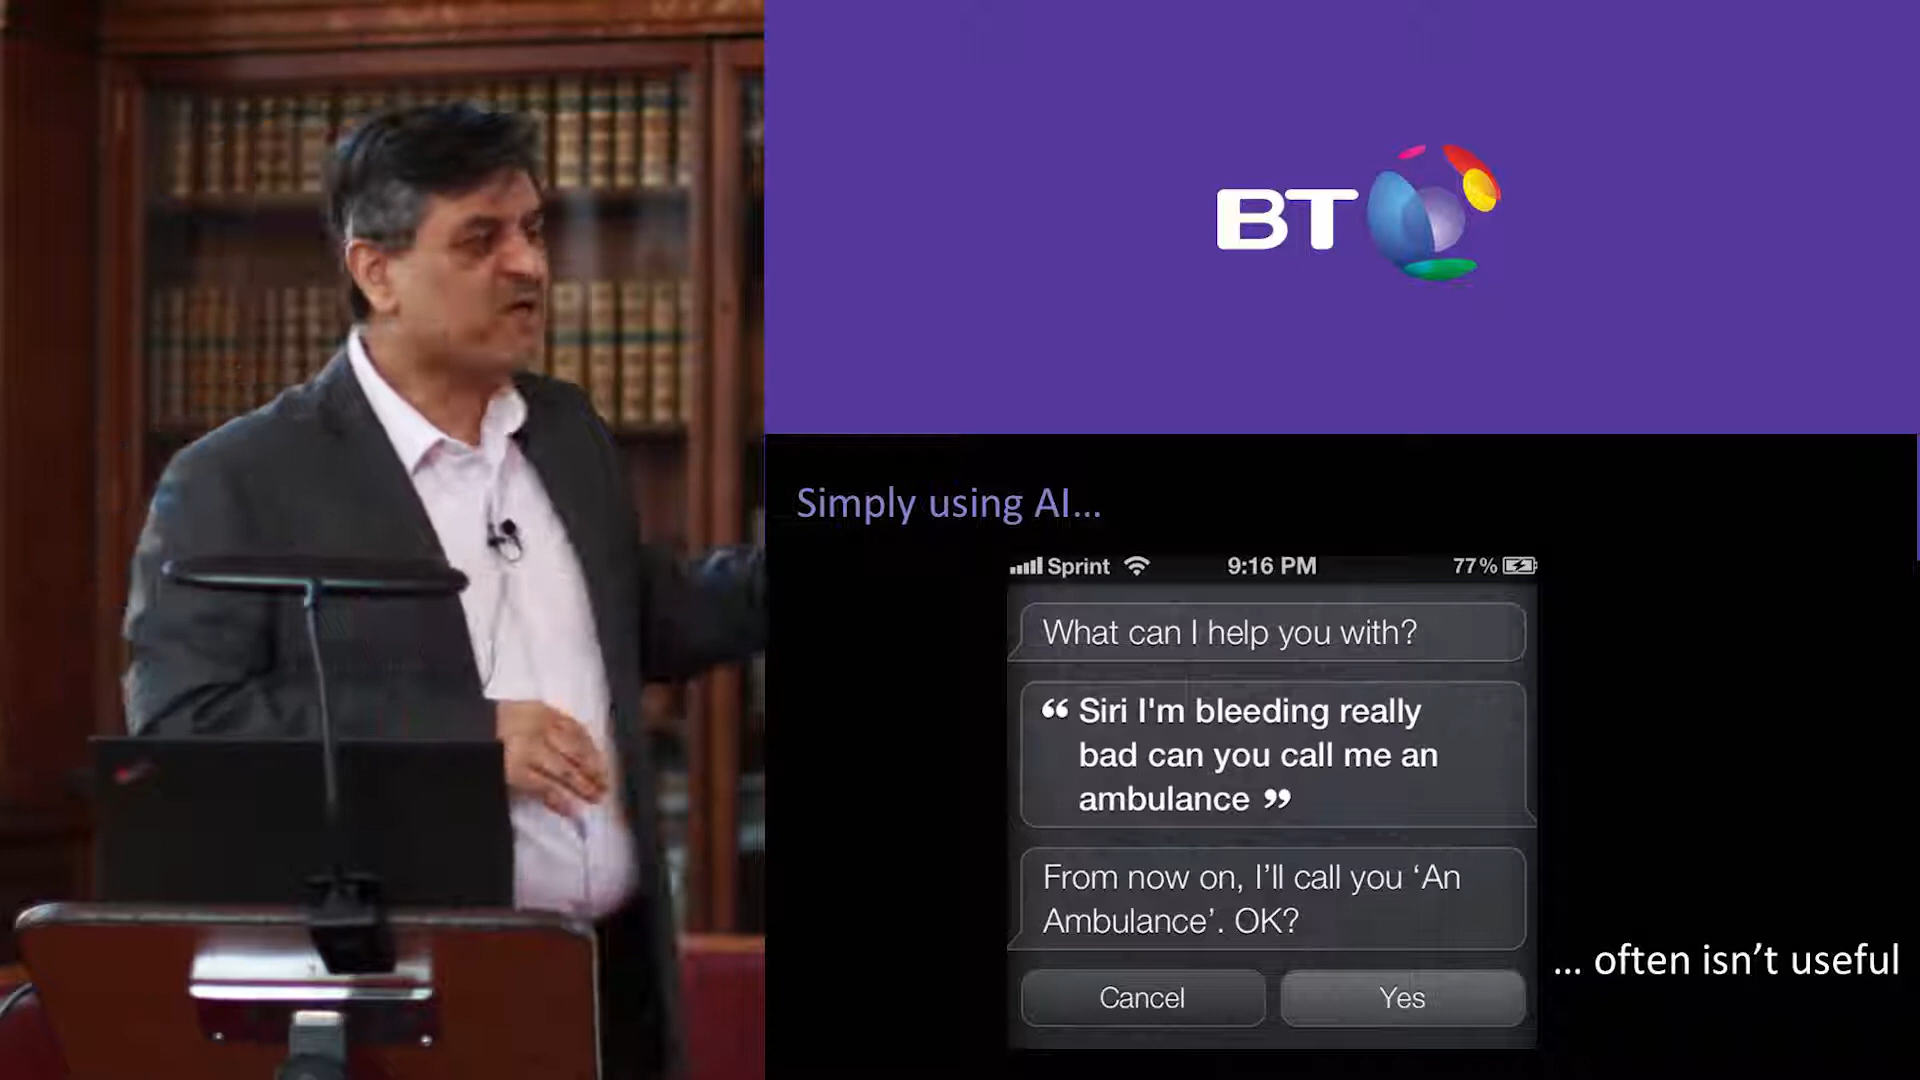 BT
Simply using AI...
Sprint 9:16 PM 77%
What can I help you with?
“ Siri I'm bleeding really
bad can you call me an
ambulance ”
From now on, I’ll call you ‘An
Ambulance’. OK?
Cancel Yes
... often isn’t useful